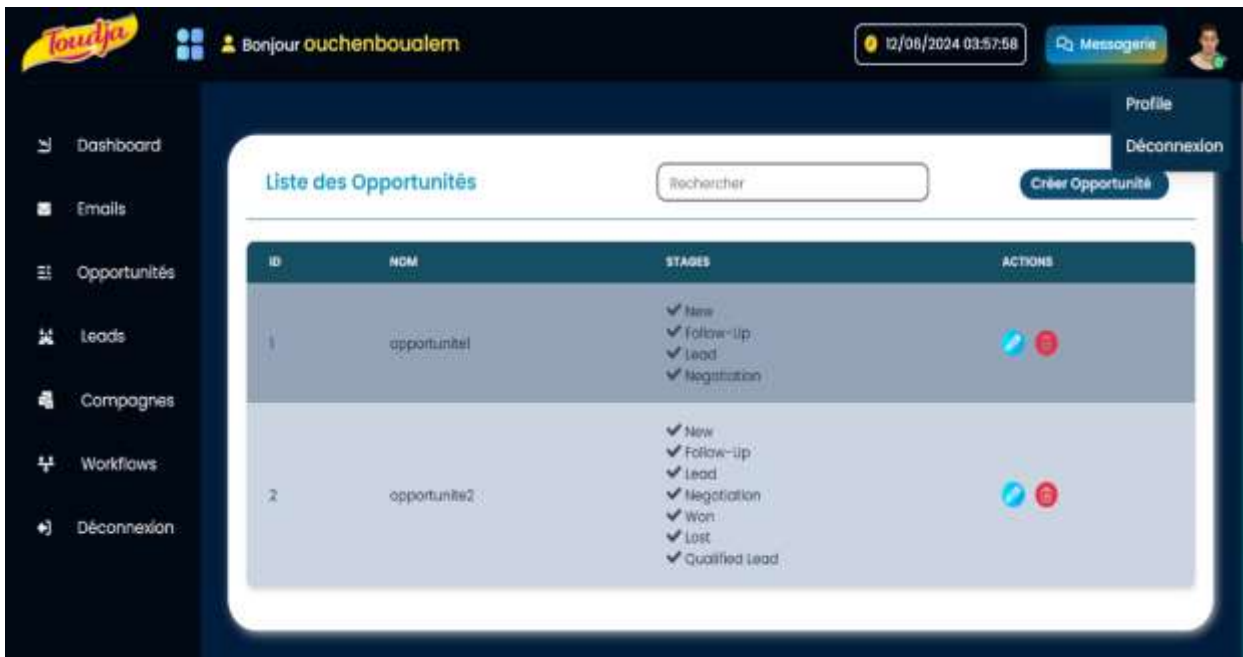 Toudja
Bonjour ouchenboualem
12/06/2024 03:57:58
Messagerie
Profile
Déconnexion
Dashboard
Emails
Opportunités
Leads
Compagnes
Workflows
Déconnexion
Liste des Opportunités
Rechercher
Créer Opportunité
ID NOM STAGES ACTIONS
1 opportunite1
New
Follow-Up
Lead
Negotiation
2 opportunite2
New
Follow-Up
Lead
Negotiation
Won
Lost
Qualified Lead